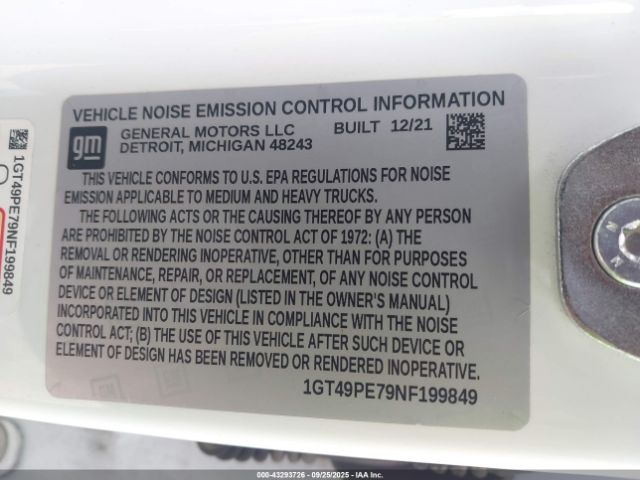 VEHICLE NOISE EMISSION CONTROL INFORMATION
gm
GENERAL MOTORS LLC BUILT 12/21
DETROIT, MICHIGAN 48243
THIS VEHICLE CONFORMS TO U.S. EPA REGULATIONS FOR NOISE
EMISSION APPLICABLE TO MEDIUM AND HEAVY TRUCKS.
THE FOLLOWING ACTS OR THE CAUSING THEREOF BY ANY PERSON
ARE PROHIBITED BY THE NOISE CONTROL ACT OF 1972: (A) THE
REMOVAL OR RENDERING INOPERATIVE, OTHER THAN FOR PURPOSES
OF MAINTENANCE, REPAIR, OR REPLACEMENT, OF ANY NOISE CONTROL
DEVICE OR ELEMENT OF DESIGN (LISTED IN THE OWNER'S MANUAL)
INCORPORATED INTO THIS VEHICLE IN COMPLIANCE WITH THE NOISE
CONTROL ACT; (B) THE USE OF THIS VEHICLE AFTER SUCH DEVICE OR
ELEMENT OF DESIGN HAS BEEN REMOVED OR RENDERED INOPERATIVE.
1GT49PE79NF199849
1GT49PE79NF199849
000-43293726 - 09/25/2025 - IAA, Inc.